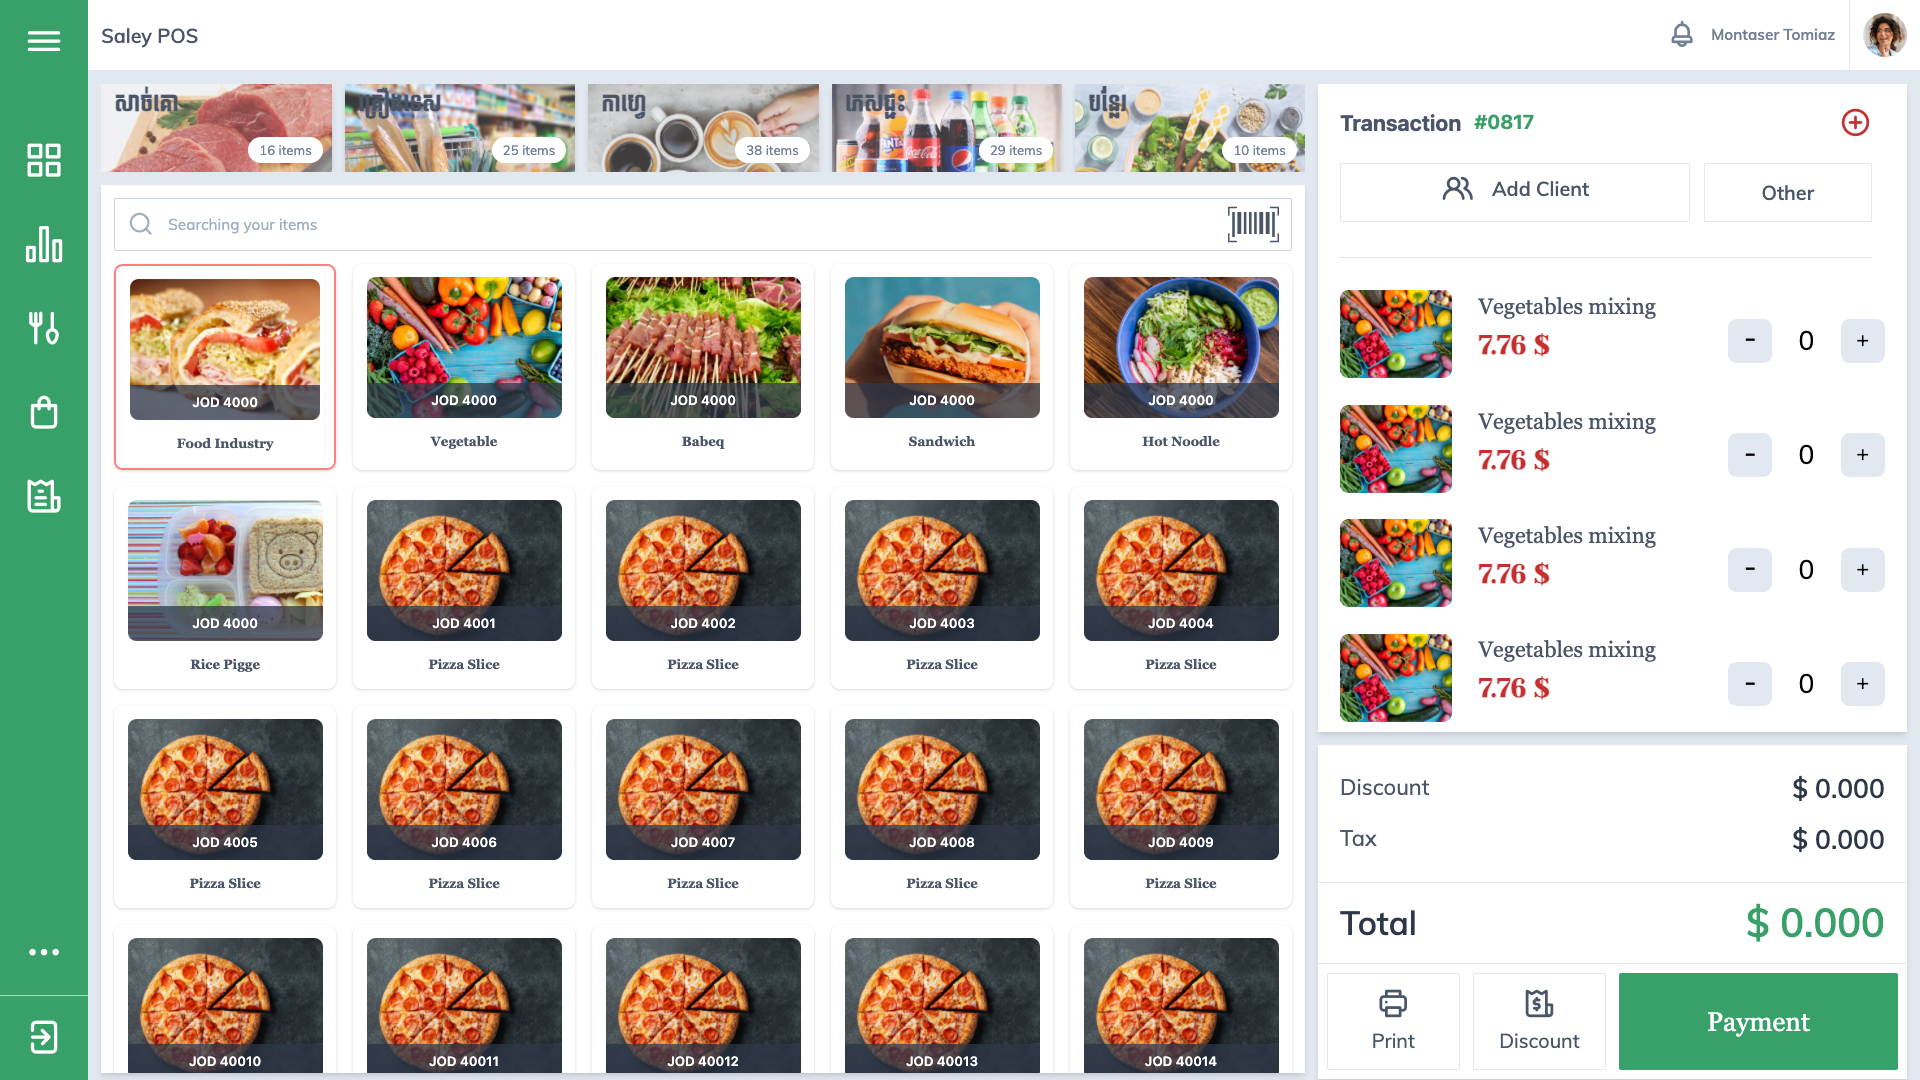 Saley POS
Montaser Tomiaz
សាច់គោ
16 items
គ្រឿងទេស
25 items
កាហ្វេ
38 items
ភេសជ្ជះ
29 items
បន្លែរ
10 items
Searching your items
JOD 4000
Food Industry
JOD 4000
Vegetable
JOD 4000
Babeq
JOD 4000
Sandwich
JOD 4000
Hot Noodle
JOD 4000
Rice Pigge
JOD 4001
Pizza Slice
JOD 4002
Pizza Slice
JOD 4003
Pizza Slice
JOD 4004
Pizza Slice
JOD 4005
Pizza Slice
JOD 4006
Pizza Slice
JOD 4007
Pizza Slice
JOD 4008
Pizza Slice
JOD 4009
Pizza Slice
JOD 40010
JOD 40011
JOD 40012
JOD 40013
JOD 40014
Transaction #0817
Add Client
Other
Vegetables mixing
7.76 $
- 0 +
Vegetables mixing
7.76 $
- 0 +
Vegetables mixing
7.76 $
- 0 +
Vegetables mixing
7.76 $
- 0 +
Discount $ 0.000
Tax $ 0.000
Total $ 0.000
Print
Discount
Payment